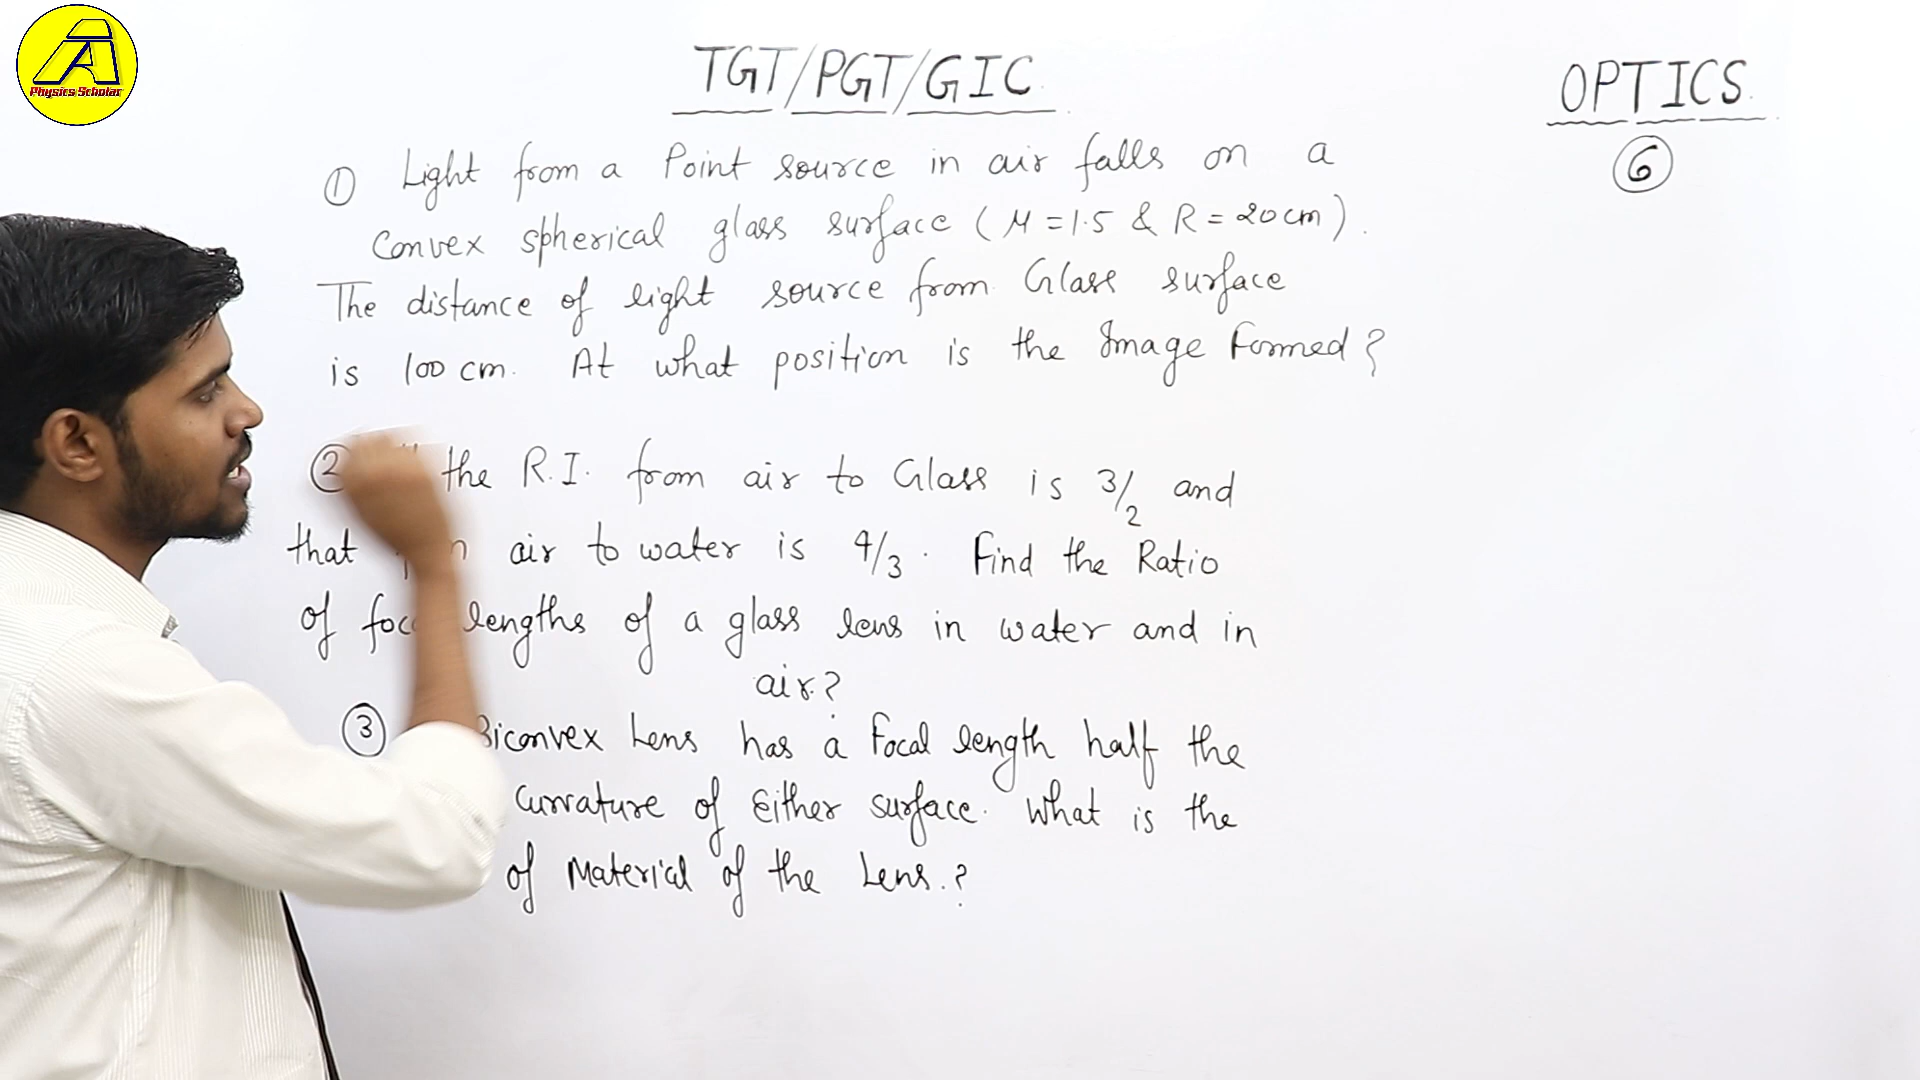 A
Physics Scholar
TGT/PGT/GIC
OPTICS
6
① Light from a Point source in air falls on a
convex spherical glass surface (μ = 1.5 & R = 20 cm).
The distance of light source from Glass surface
is 100 cm. At what position is the Image Formed?
② the R.I. from air to Glass is 3/2 and
that air to water is 4/3. Find the Ratio
of lengths of a glass lens in water and in
air?
③ Biconvex Lens has a focal length half the
curvature of Either surface. What is the
of Material of the Lens.?